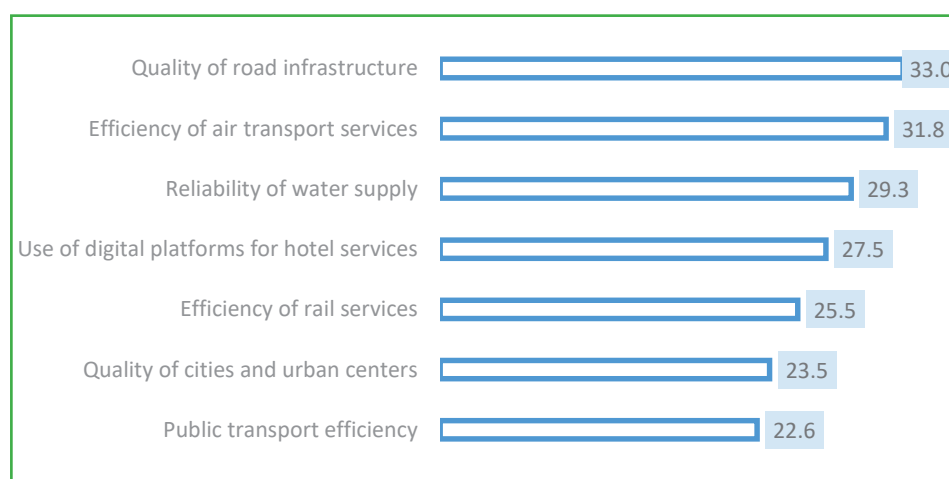 Quality of road infrastructure 33.0
Efficiency of air transport services 31.8
Reliability of water supply 29.3
Use of digital platforms for hotel services 27.5
Efficiency of rail services 25.5
Quality of cities and urban centers 23.5
Public transport efficiency 22.6